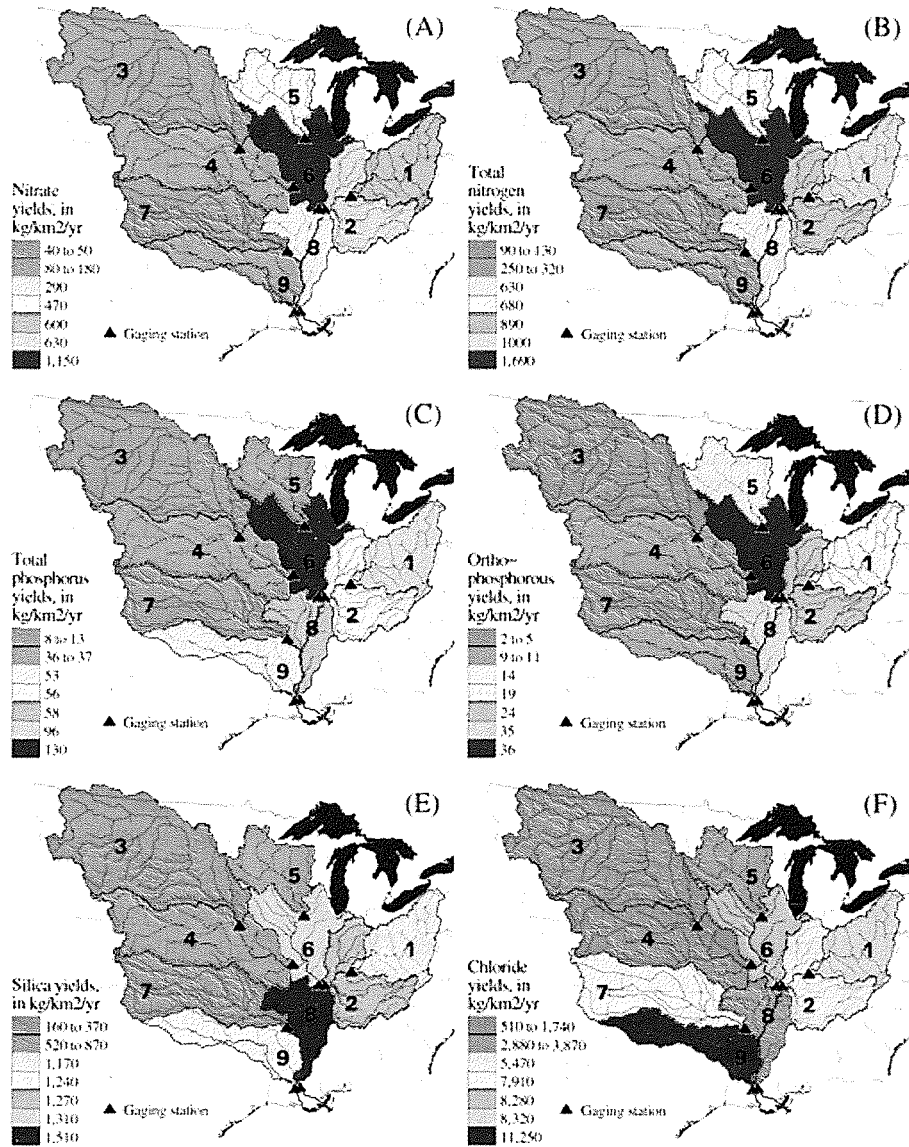 (A)
3
5
4
6
1
7
2
8
9
Nitrate
yields, in
kg/km2/yr
40 to 50
80 to 180
290
470
600
630
1,150
Gaging station
(B)
3
5
4
6
1
7
2
8
9
Total
nitrogen
yields, in
kg/km2/yr
90 to 130
250 to 320
630
680
890
1000
1,690
Gaging station
(C)
3
5
4
6
1
7
2
8
9
Total
phosphorus
yields, in
kg/km2/yr
8 to 13
36 to 37
53
56
58
96
130
Gaging station
(D)
3
5
4
6
1
7
2
8
9
Ortho-
phosphorous
yields, in
kg/km2/yr
2 to 5
9 to 11
14
19
24
35
36
Gaging station
(E)
3
5
4
6
1
7
2
8
9
Silica yields,
in kg/km2/yr
160 to 370
520 to 870
1,170
1,240
1,270
1,310
1,510
Gaging station
(F)
3
5
4
6
1
7
2
8
9
Chloride
yields, in
kg/km2/yr
510 to 1,740
2,880 to 3,870
5,470
7,910
8,280
8,320
11,250
Gaging station